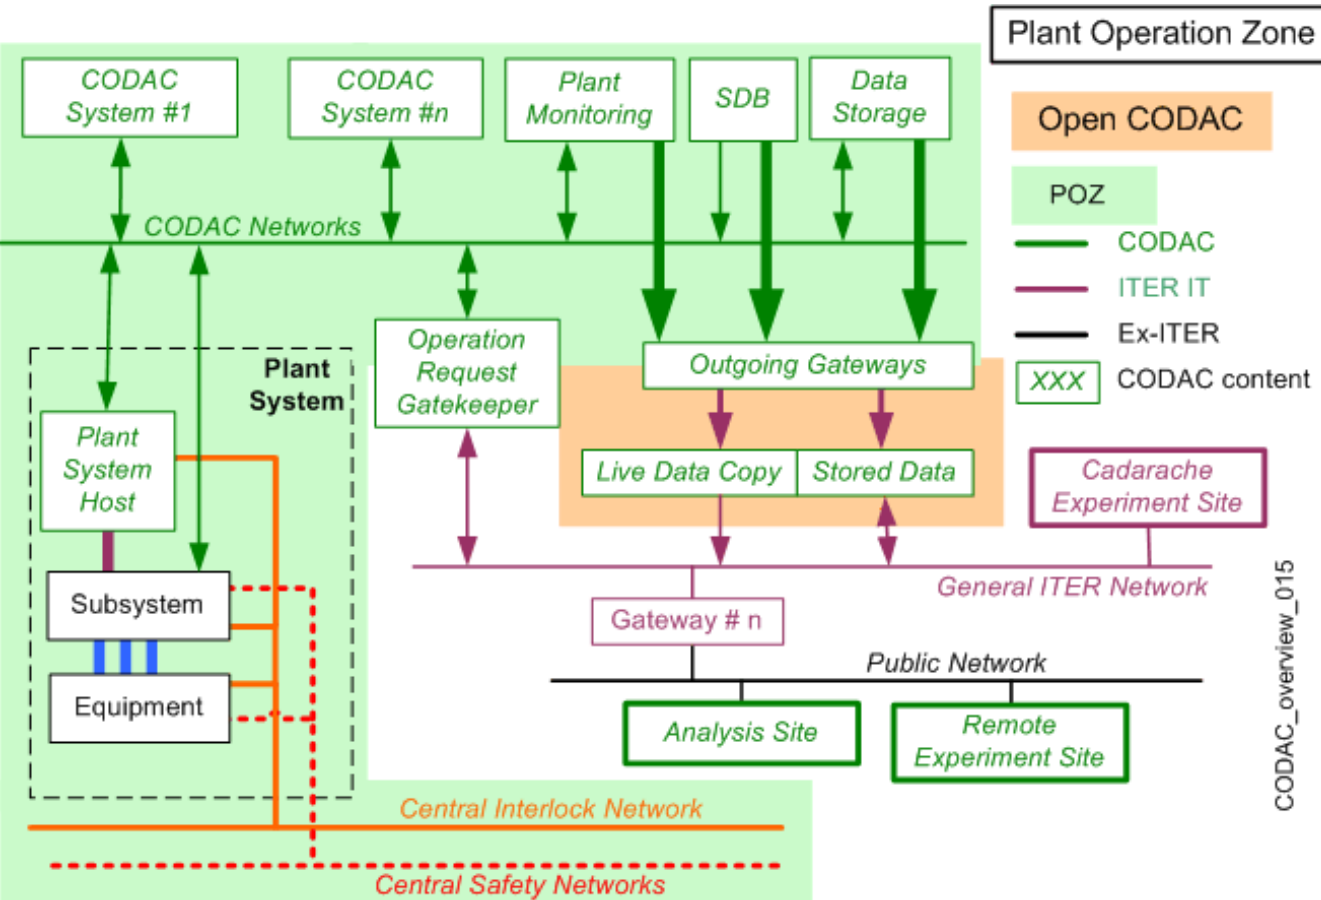 Plant Operation Zone
CODAC
System #1
CODAC
System #n
Plant
Monitoring
SDB
Data
Storage
Open CODAC
POZ
CODAC
ITER IT
Ex-ITER
XXX
CODAC content
CODAC Networks
Operation
Request
Gatekeeper
Outgoing Gateways
Plant
System
Plant
System
Host
Live Data Copy
Stored Data
Cadarache
Experiment Site
General ITER Network
Subsystem
Gateway # n
Public Network
Equipment
Analysis Site
Remote
Experiment Site
CODAC_overview_015
Central Interlock Network
Central Safety Networks